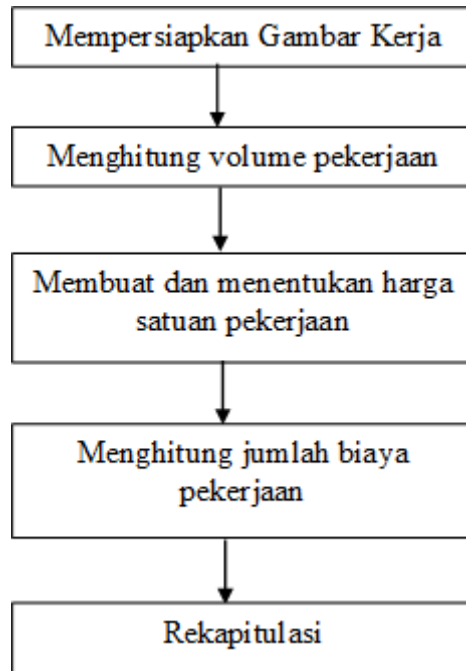 Mempersiapkan Gambar Kerja
Menghitung volume pekerjaan
Membuat dan menentukan harga
satuan pekerjaan
Menghitung jumlah biaya
pekerjaan
Rekapitulasi